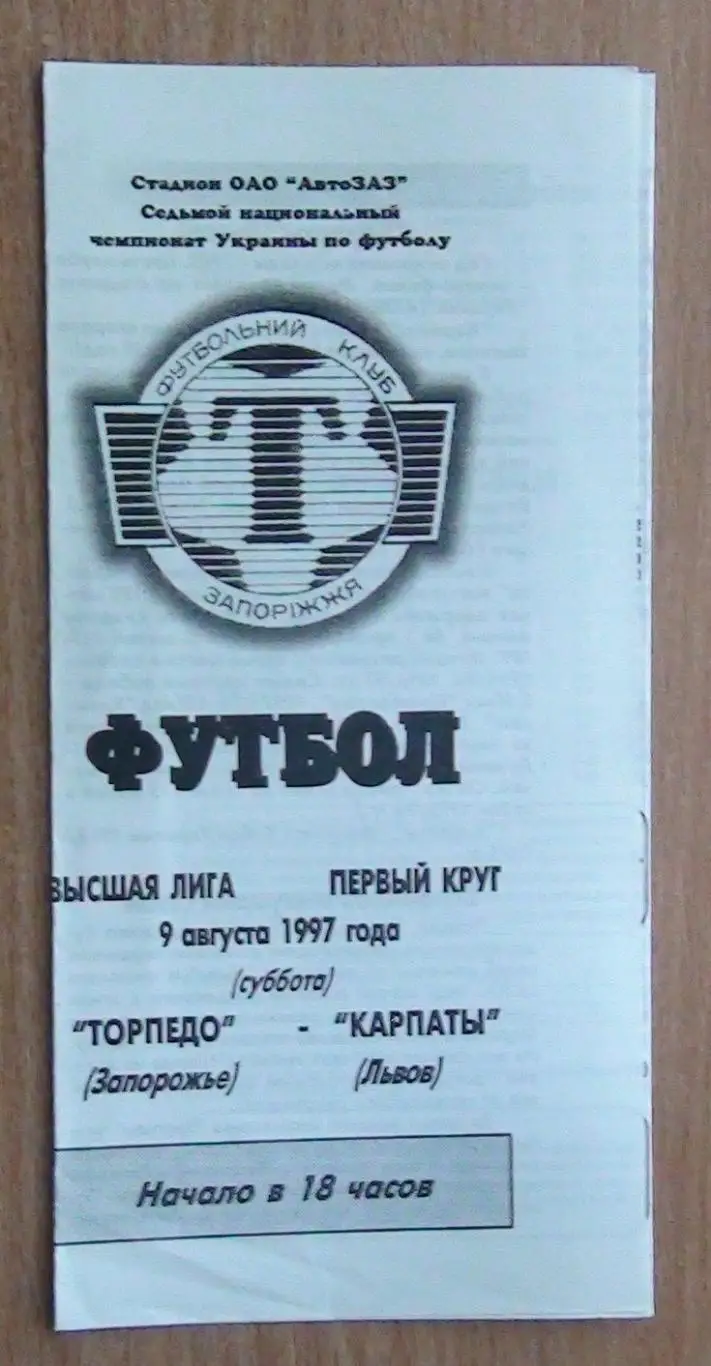 Стадион ОАО "АвтоЗАЗ"
Седьмой национальный
чемпионат Украины по футболу
ФУТБОЛЬНИЙ КЛУБ
Т
ЗАПОРІЖЖЯ
ФУТБОЛ
ВЫСШАЯ ЛИГА ПЕРВЫЙ КРУГ
9 августа 1997 года
(суббота)
"ТОРПЕДО" - "КАРПАТЫ"
(Запорожье) (Львов)
Начало в 18 часов